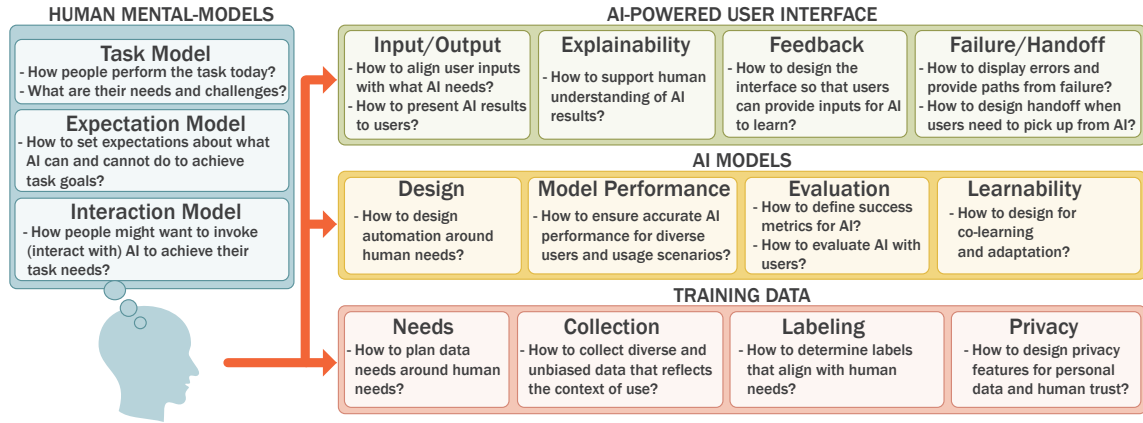 HUMAN MENTAL-MODELS
Task Model
- How people perform the task today?
- What are their needs and challenges?
Expectation Model
- How to set expectations about what
AI can and cannot do to achieve
task goals?
Interaction Model
- How people might want to invoke
(interact with) AI to achieve their
task needs?
AI-POWERED USER INTERFACE
Input/Output
- How to align user inputs
with what AI needs?
- How to present AI results
to users?
Explainability
- How to support human
understanding of AI
results?
Feedback
- How to design the
interface so that users
can provide inputs for AI
to learn?
Failure/Handoff
- How to display errors and
provide paths from failure?
- How to design handoff when
users need to pick up from AI?
AI MODELS
Design
- How to design
automation around
human needs?
Model Performance
- How to ensure accurate AI
performance for diverse
users and usage scenarios?
Evaluation
- How to define success
metrics for AI?
- How to evaluate AI with
users?
Learnability
- How to design for
co-learning
and adaptation?
TRAINING DATA
Needs
- How to plan data
needs around human
needs?
Collection
- How to collect diverse and
unbiased data that reflects
the context of use?
Labeling
- How to determine labels
that align with human
needs?
Privacy
- How to design privacy
features for personal
data and human trust?